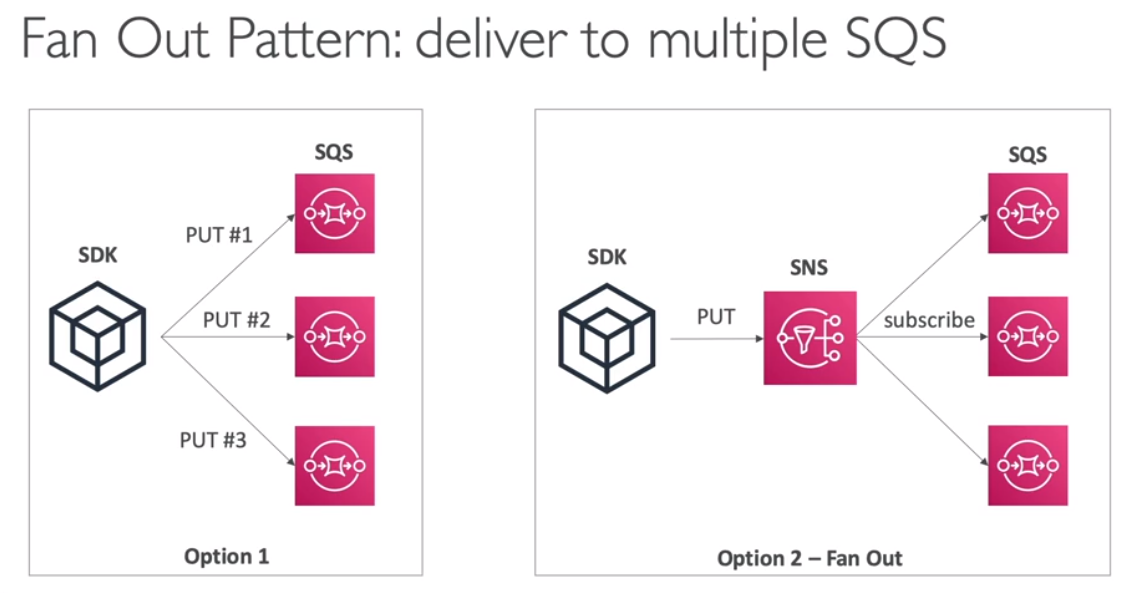 Fan Out Pattern: deliver to multiple SQS
SQS
PUT #1
SDK
PUT #2
PUT #3
Option 1
SQS
SDK
SNS
PUT
subscribe
Option 2 – Fan Out